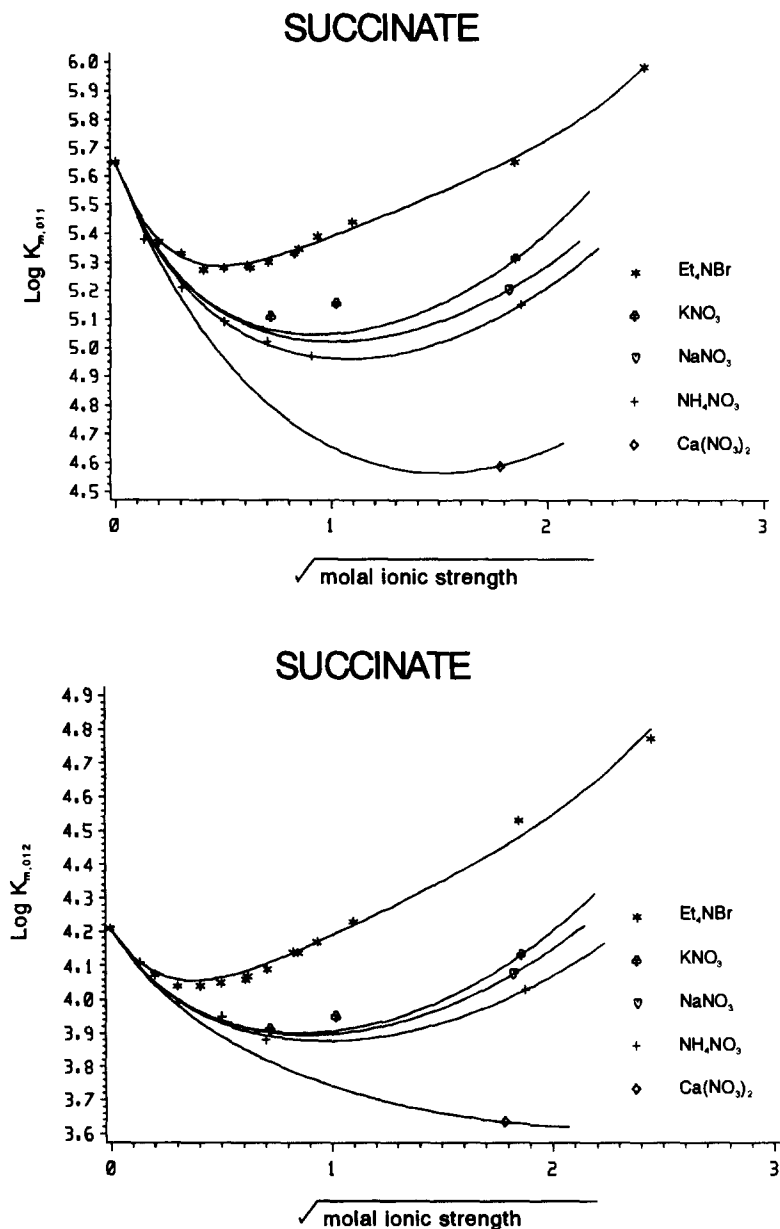 SUCCINATE
Log Km,011
6.0
5.9
5.8
5.7
5.6
5.5
5.4
5.3
5.2
5.1
5.0
4.9
4.8
4.7
4.6
4.5
Et₄NBr
KNO₃
NaNO₃
NH₄NO₃
Ca(NO₃)₂
0 1 2 3
√molal ionic strength
SUCCINATE
Log Km,012
4.9
4.8
4.7
4.6
4.5
4.4
4.3
4.2
4.1
4.0
3.9
3.8
3.7
3.6
Et₄NBr
KNO₃
NaNO₃
NH₄NO₃
Ca(NO₃)₂
0 1 2 3
√molal ionic strength